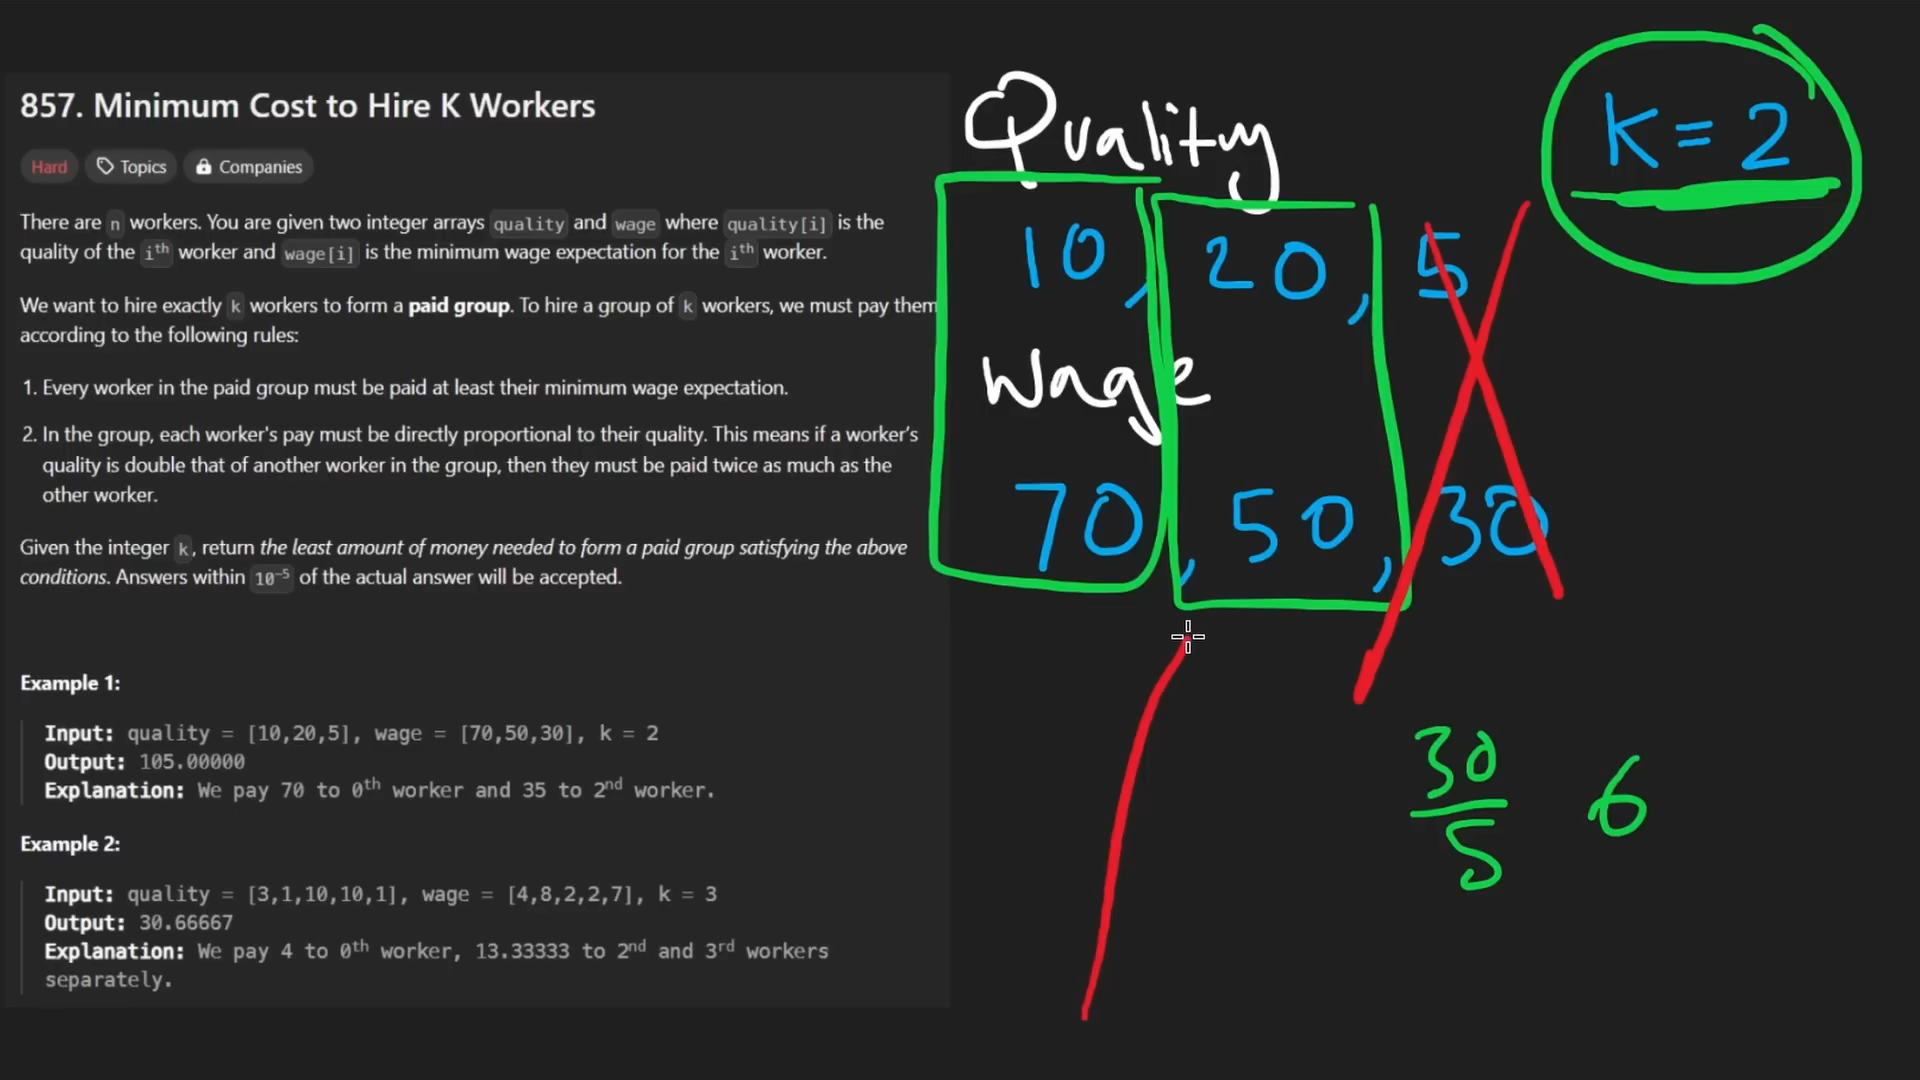 857. Minimum Cost to Hire K Workers
Hard Topics Companies
There are n workers. You are given two integer arrays quality and wage where quality[i] is the
quality of the iᵗʰ worker and wage[i] is the minimum wage expectation for the iᵗʰ worker.
We want to hire exactly k workers to form a paid group. To hire a group of k workers, we must pay them
according to the following rules:
1. Every worker in the paid group must be paid at least their minimum wage expectation.
2. In the group, each worker's pay must be directly proportional to their quality. This means if a worker's
quality is double that of another worker in the group, then they must be paid twice as much as the
other worker.
Given the integer k, return the least amount of money needed to form a paid group satisfying the above
conditions. Answers within 10⁻⁵ of the actual answer will be accepted.
Example 1:
Input: quality = [10,20,5], wage = [70,50,30], k = 2
Output: 105.00000
Explanation: We pay 70 to 0ᵗʰ worker and 35 to 2ⁿᵈ worker.
Example 2:
Input: quality = [3,1,10,10,1], wage = [4,8,2,2,7], k = 3
Output: 30.66667
Explanation: We pay 4 to 0ᵗʰ worker, 13.33333 to 2ⁿᵈ and 3ʳᵈ workers
separately.
Quality
K = 2
10, 20, 5
Wage
70, 50, 30
30
5
6